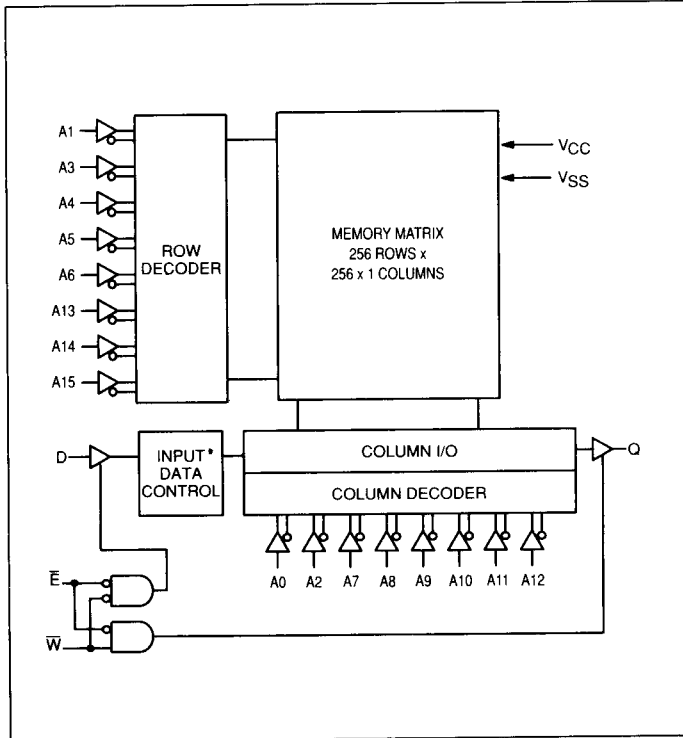 A1
A3
A4
A5
A6
A13
A14
A15
ROW
DECODER
MEMORY MATRIX
256 ROWS x
256 x 1 COLUMNS
VCC
VSS
D
INPUT
DATA
CONTROL
COLUMN I/O
COLUMN DECODER
Q
A0 A2 A7 A8 A9 A10 A11 A12
E̅
W̅